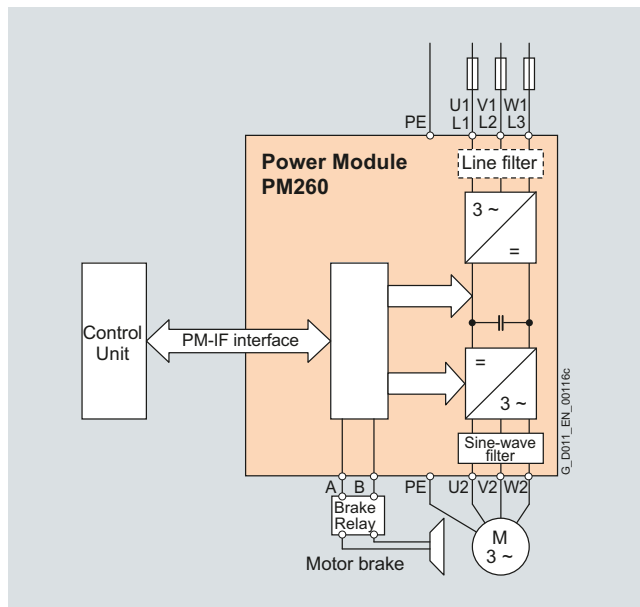 U1 V1 W1
PE L1 L2 L3
Power Module
PM260
Line filter
3 ~
=
Control
Unit
PM-IF interface
=
3 ~
Sine-wave
filter
G_D011_EN_00116c
A B PE U2 V2 W2
Brake
Relay
Motor brake
M
3 ~